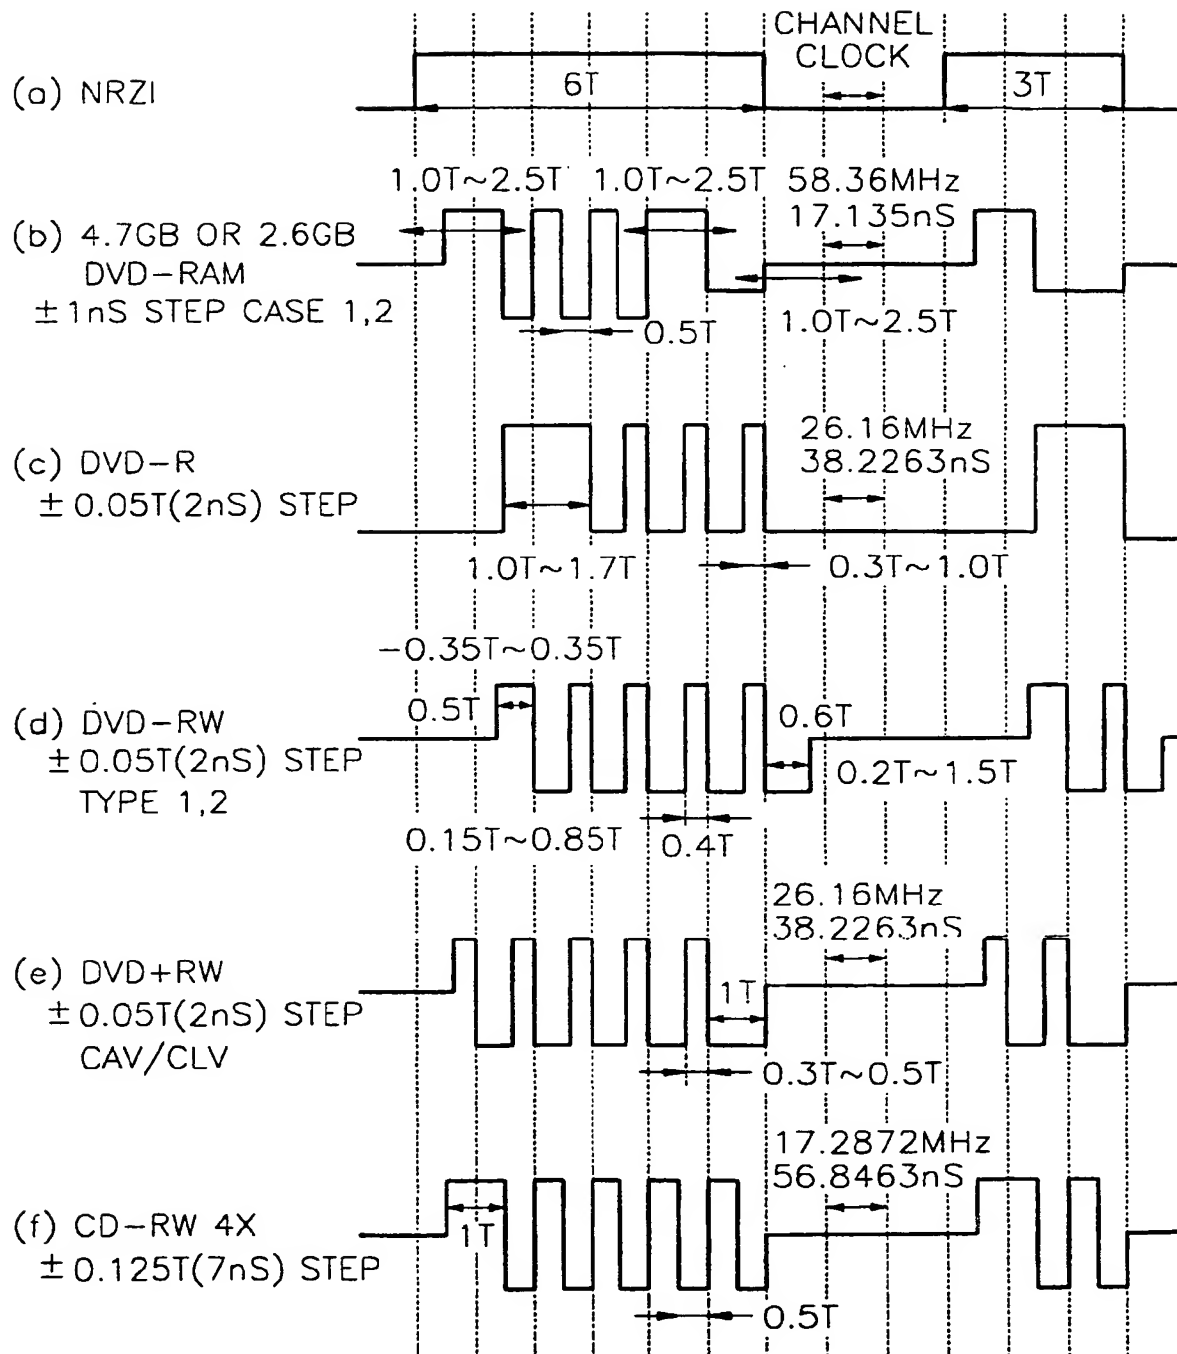 CHANNEL
CLOCK
(a) NRZI
6T
3T
1.0T~2.5T
1.0T~2.5T
58.36MHz
17.135nS
(b) 4.7GB OR 2.6GB
DVD-RAM
±1nS STEP CASE 1,2
0.5T
1.0T~2.5T
26.16MHz
38.2263nS
(c) DVD-R
±0.05T(2nS) STEP
1.0T~1.7T
0.3T~1.0T
-0.35T~0.35T
(d) DVD-RW
±0.05T(2nS) STEP
TYPE 1,2
0.5T
0.6T
0.2T~1.5T
0.15T~0.85T
0.4T
26.16MHz
38.2263nS
(e) DVD+RW
±0.05T(2nS) STEP
CAV/CLV
1T
0.3T~0.5T
17.2872MHz
56.8463nS
(f) CD-RW 4X
±0.125T(7nS) STEP
1T
0.5T